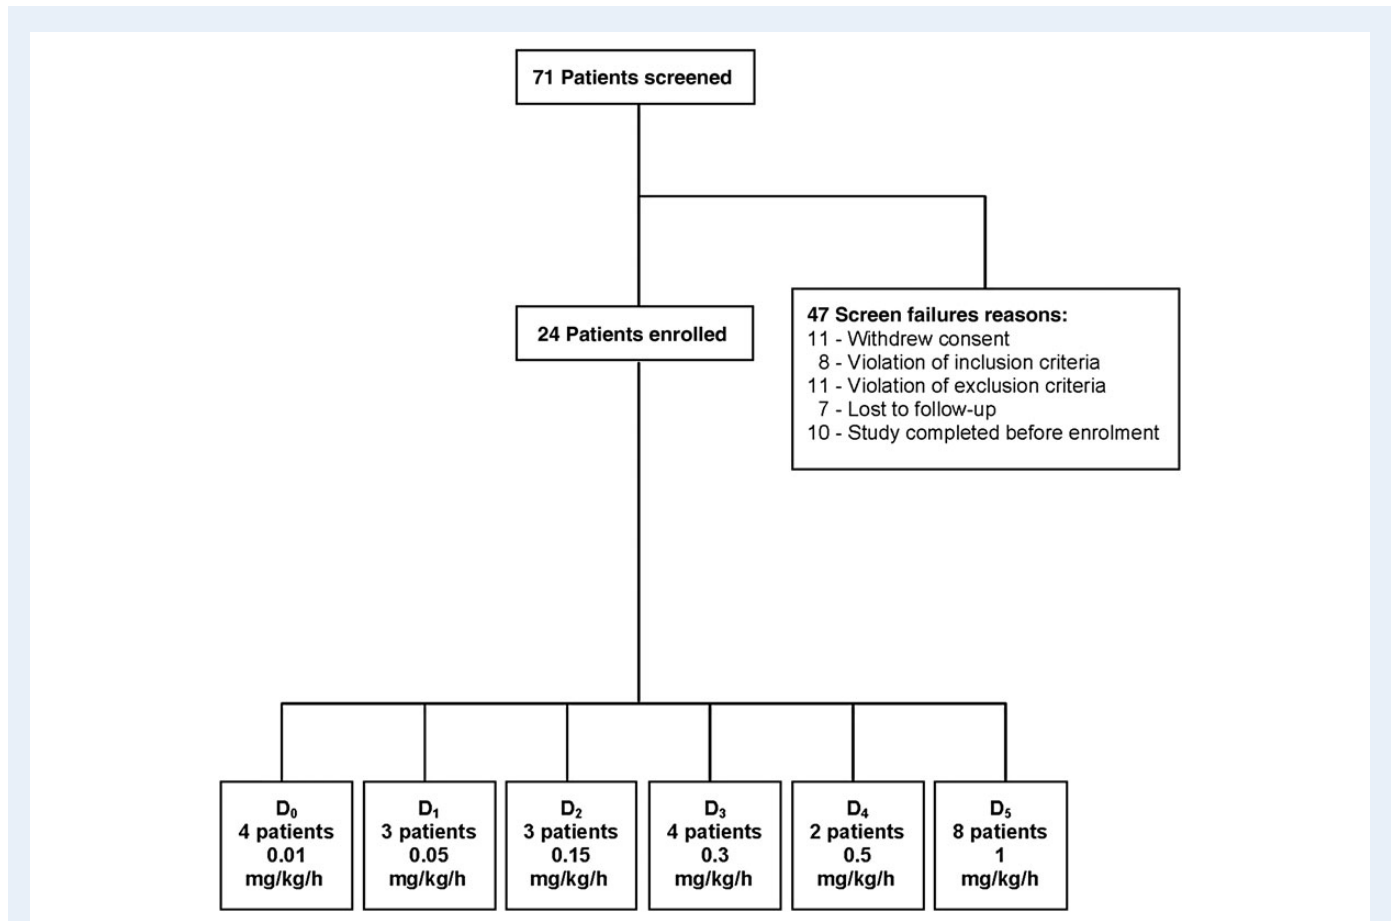 71 Patients screened
24 Patients enrolled
47 Screen failures reasons:
11 - Withdrew consent
8 - Violation of inclusion criteria
11 - Violation of exclusion criteria
7 - Lost to follow-up
10 - Study completed before enrolment
D₀
4 patients
0.01
mg/kg/h
D₁
3 patients
0.05
mg/kg/h
D₂
3 patients
0.15
mg/kg/h
D₃
4 patients
0.3
mg/kg/h
D₄
2 patients
0.5
mg/kg/h
D₅
8 patients
1
mg/kg/h